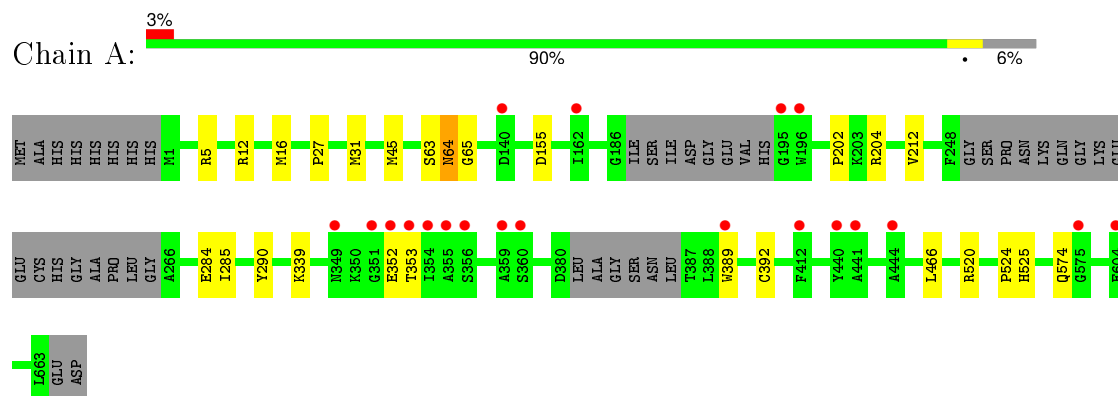 3%
Chain A:
90%
•
6%
MET ALA HIS HIS HIS HIS HIS HIS M1 R5 R12 M16 P27 M31 M45 S63 N64 G65 D140 D155 I162 G186 ILE SER ILE ASP GLY GLU VAL HIS G195 W196 P202 K203 R204 V212 F248 GLY SER PRO ASN LYS GLN GLY LYS GLU
GLU CYS HIS GLY ALA PRO LEU GLY A266 E284 I285 Y290 K339 N349 K350 G351 E352 T353 I354 A355 S356 A359 S360 D380 LEU ALA GLY SER ASN LEU T387 L388 W389 C392 F412 Y440 A441 A444 L466 R520 P524 H525 Q574 G575
L663 GLU ASP